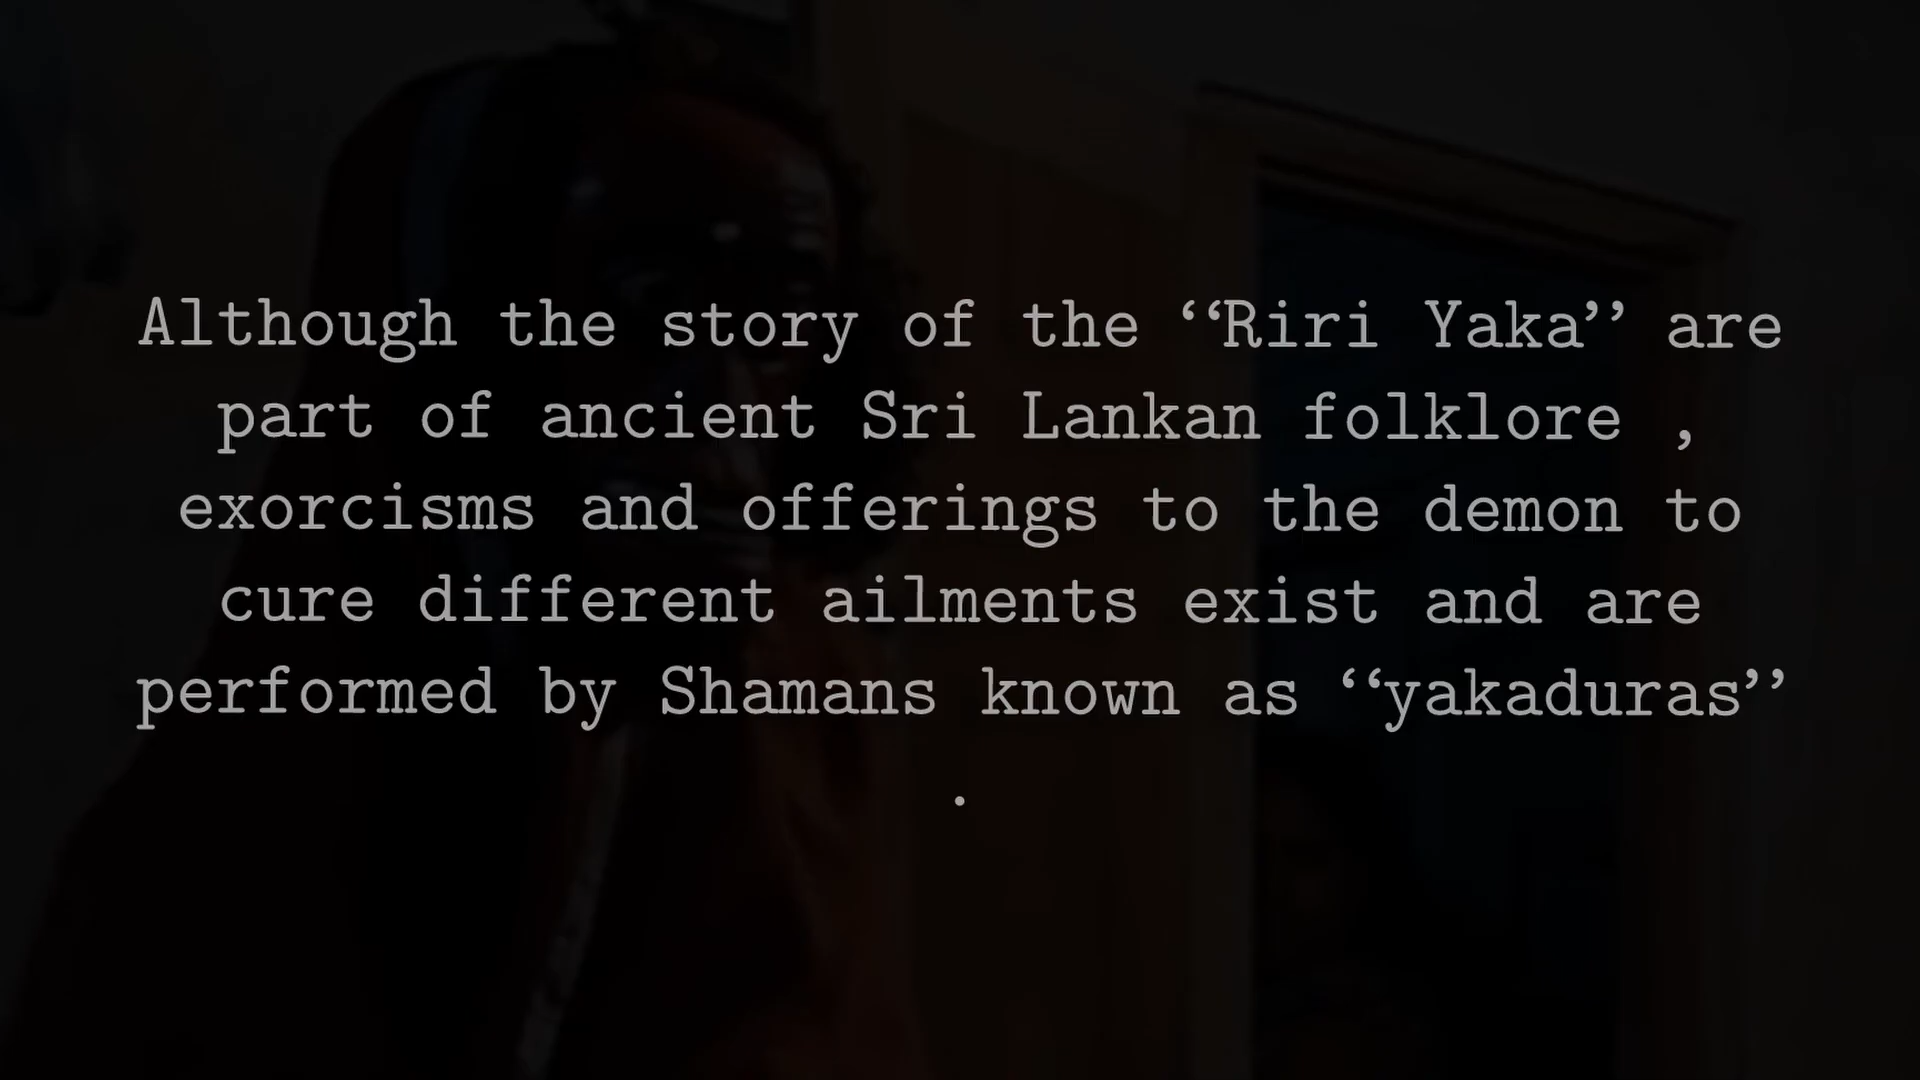 Although the story of the “Riri Yaka” are
part of ancient Sri Lankan folklore ,
exorcisms and offerings to the demon to
cure different ailments exist and are
performed by Shamans known as “yakaduras”
.